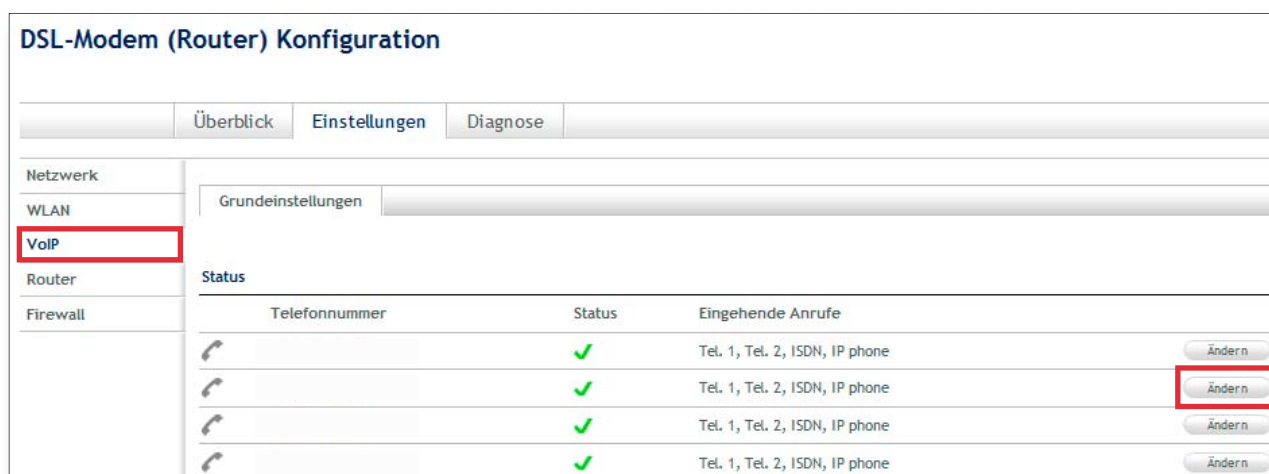 DSL-Modem (Router) Konfiguration
Überblick Einstellungen Diagnose
Netzwerk
WLAN
VoIP
Router
Firewall
Grundeinstellungen
Status
Telefonnummer Status Eingehende Anrufe
Tel. 1, Tel. 2, ISDN, IP phone Ändern
Tel. 1, Tel. 2, ISDN, IP phone Ändern
Tel. 1, Tel. 2, ISDN, IP phone Ändern
Tel. 1, Tel. 2, ISDN, IP phone Ändern